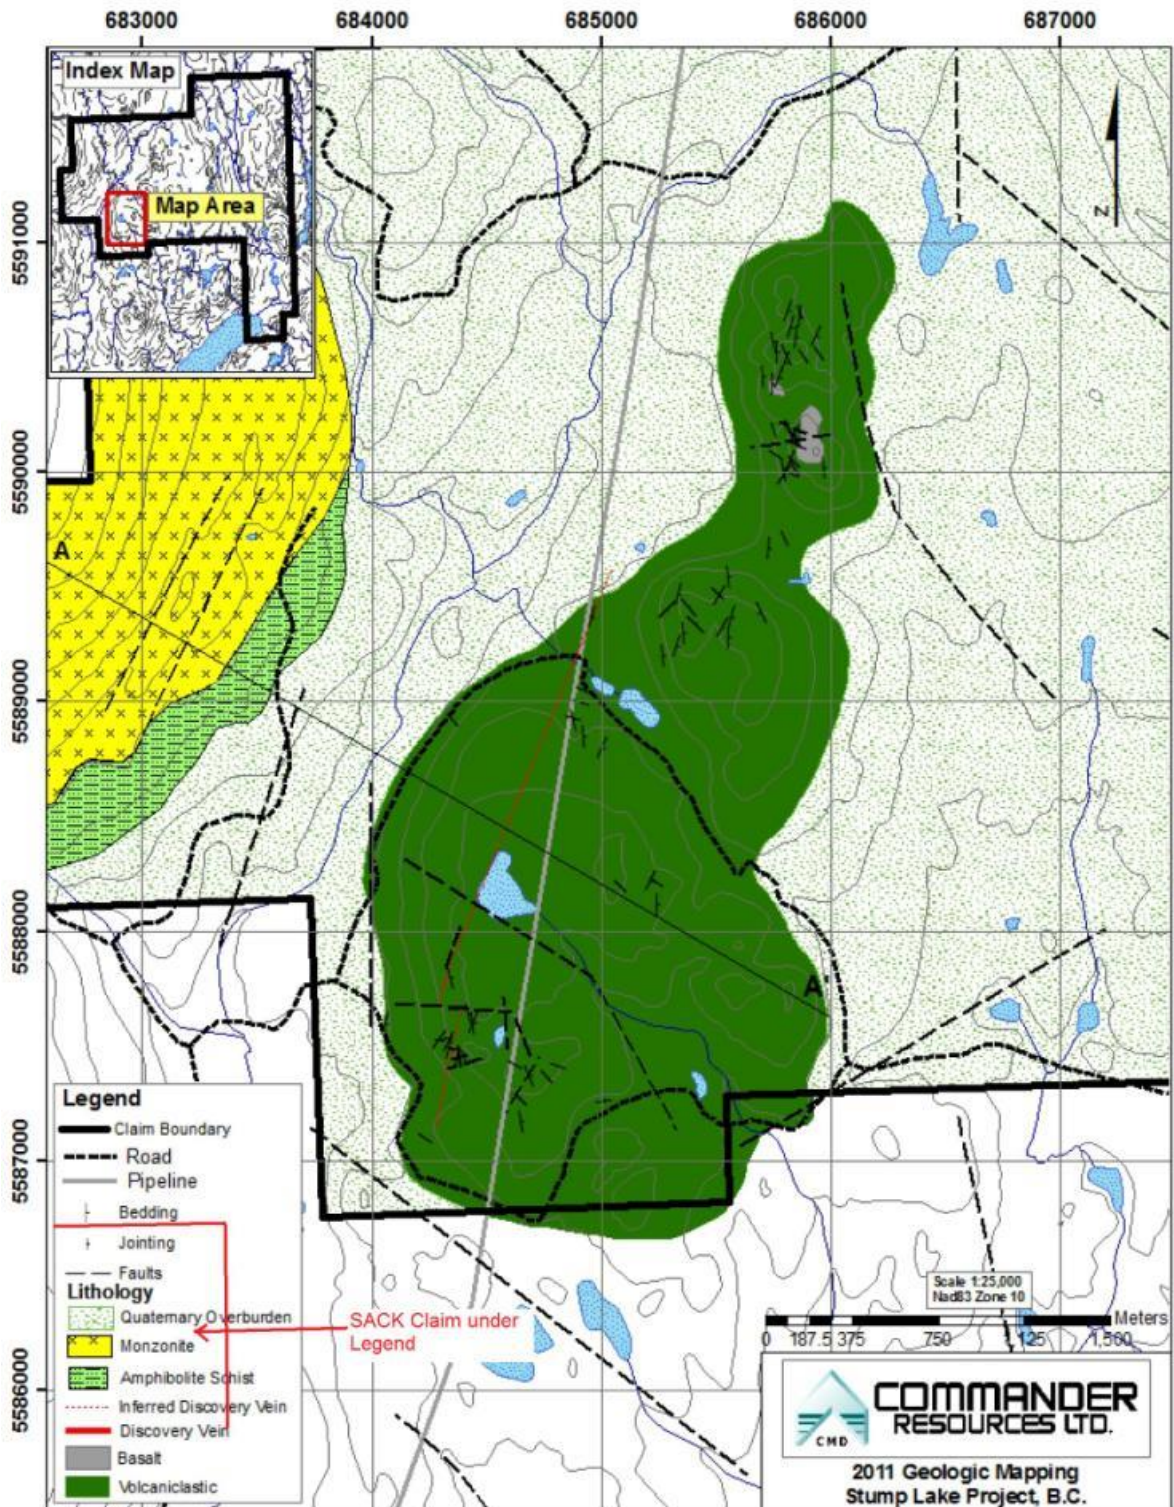 683000 684000 685000 686000 687000
Index Map
Map Area
N
5591000
5590000
A
5589000
5588000
A'
5587000
5586000
Legend
Claim Boundary
Road
Pipeline
Bedding
Jointing
Faults
Lithology
Quaternary Overburden
Monzonite
Amphibolite Schist
Inferred Discovery Vein
Discovery Vein
Basalt
Volcaniclastic
SACK Claim under
Legend
Scale 1:25,000
Nad83 Zone 10
Meters
0 187.5 375 750 1,125 1,500
CMD
COMMANDER
RESOURCES LTD.
2011 Geologic Mapping
Stump Lake Project, B.C.